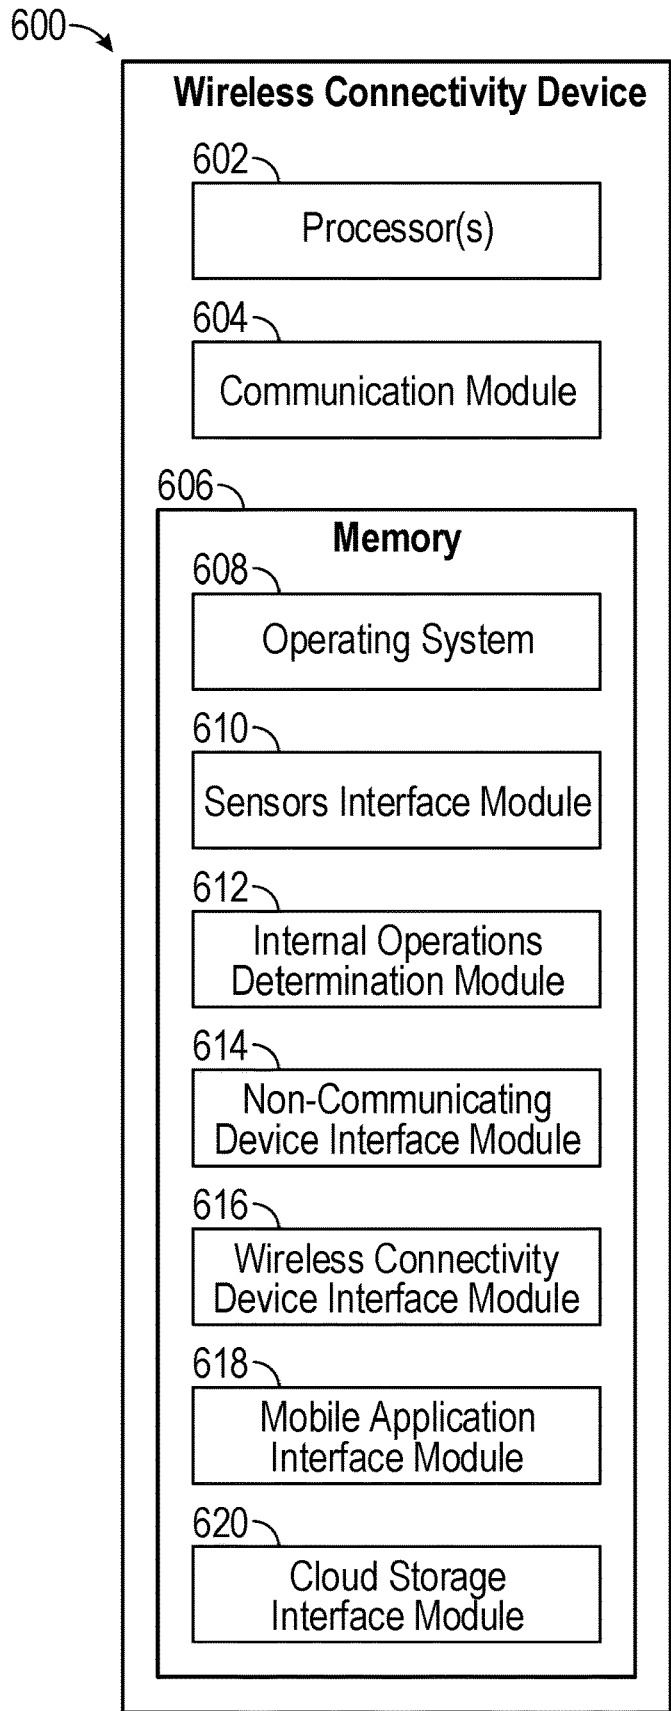 600
Wireless Connectivity Device
602
Processor(s)
604
Communication Module
606
Memory
608
Operating System
610
Sensors Interface Module
612
Internal Operations
Determination Module
614
Non-Communicating
Device Interface Module
616
Wireless Connectivity
Device Interface Module
618
Mobile Application
Interface Module
620
Cloud Storage
Interface Module